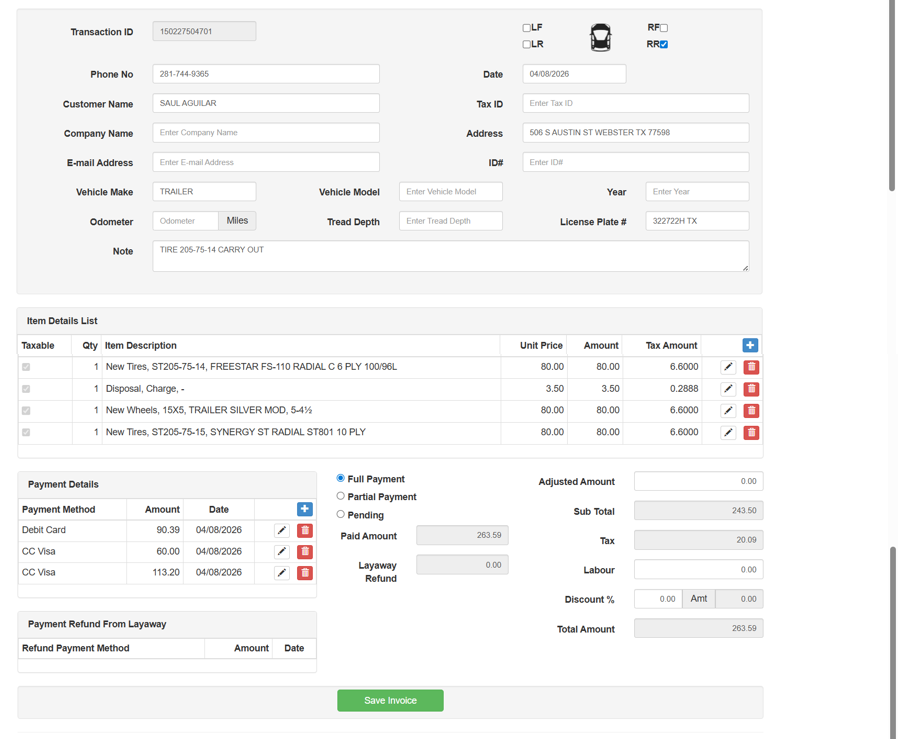 Transaction ID 150227504701 LF RF
LR RR
Phone No 281-744-9365 Date 04/08/2026
Customer Name SAUL AGUILAR Tax ID Enter Tax ID
Company Name Enter Company Name Address 506 S AUSTIN ST WEBSTER TX 77598
E-mail Address Enter E-mail Address ID# Enter ID#
Vehicle Make TRAILER Vehicle Model Enter Vehicle Model Year Enter Year
Odometer Odometer Miles Tread Depth Enter Tread Depth License Plate # 322722H TX
Note TIRE 205-75-14 CARRY OUT
Item Details List
Taxable Qty Item Description Unit Price Amount Tax Amount
1 New Tires, ST205-75-14, FREESTAR FS-110 RADIAL C 6 PLY 100/96L 80.00 80.00 6.6000
1 Disposal, Charge, - 3.50 3.50 0.2888
1 New Wheels, 15X5, TRAILER SILVER MOD, 5-4½ 80.00 80.00 6.6000
1 New Tires, ST205-75-15, SYNERGY ST RADIAL ST801 10 PLY 80.00 80.00 6.6000
Payment Details
Payment Method Amount Date
Debit Card 90.39 04/08/2026
CC Visa 60.00 04/08/2026
CC Visa 113.20 04/08/2026
Full Payment
Partial Payment
Pending
Paid Amount 263.59
Layaway Refund 0.00
Adjusted Amount 0.00
Sub Total 243.50
Tax 20.09
Labour 0.00
Discount % 0.00 Amt 0.00
Total Amount 263.59
Payment Refund From Layaway
Refund Payment Method Amount Date
Save Invoice